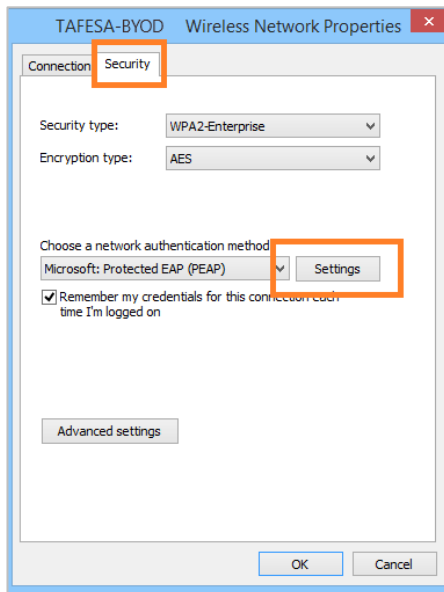 TAFESA-BYOD Wireless Network Properties
Connection Security
Security type: WPA2-Enterprise
Encryption type: AES
Choose a network authentication method
Microsoft: Protected EAP (PEAP) Settings
Remember my credentials for this connection each
time I'm logged on
Advanced settings
OK Cancel